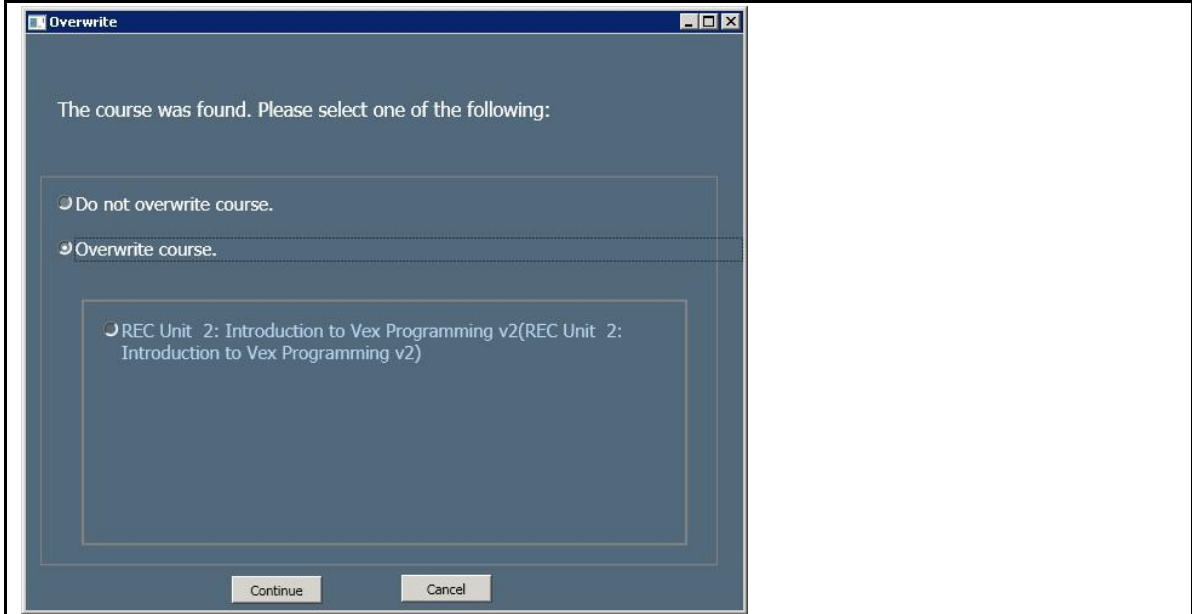 Overwrite
The course was found. Please select one of the following:
Do not overwrite course.
Overwrite course.
REC Unit  2: Introduction to Vex Programming v2(REC Unit  2:
Introduction to Vex Programming v2)
Continue
Cancel